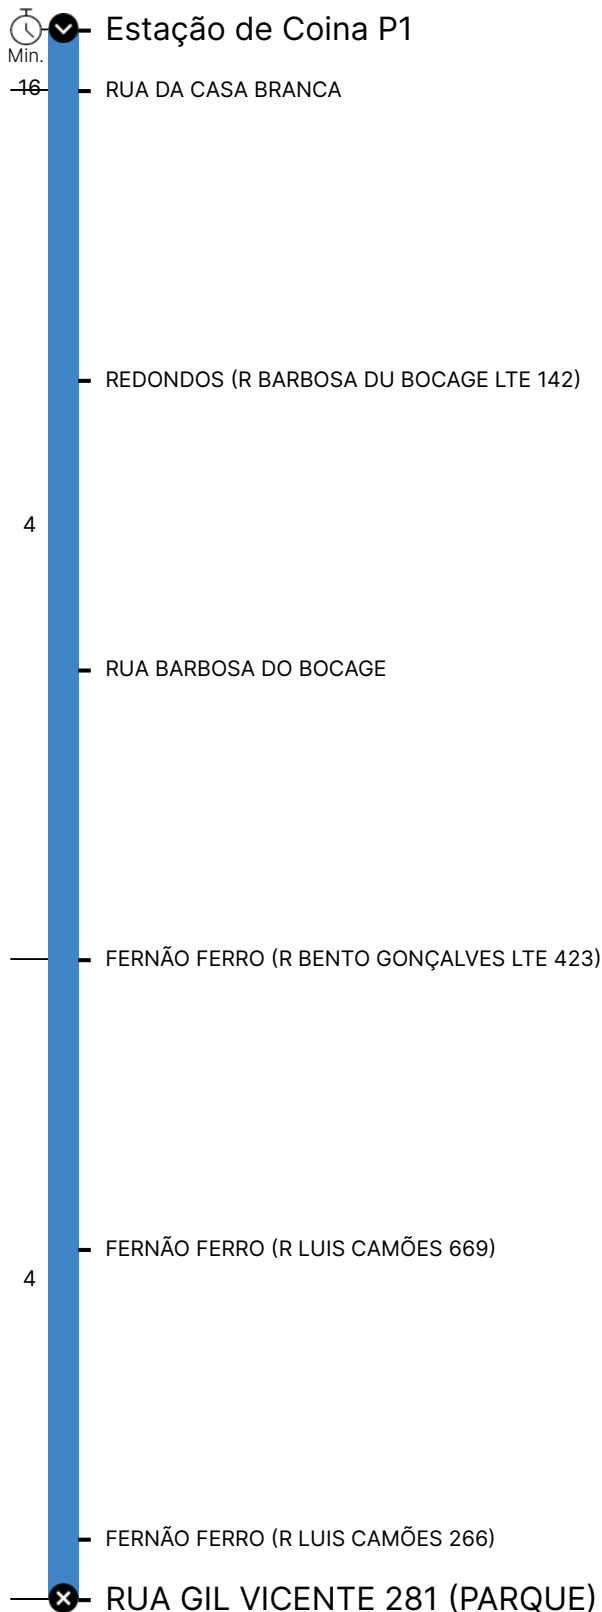 Estação de Coina P1
Min.
16
RUA DA CASA BRANCA
REDONDOS (R BARBOSA DU BOCAGE LTE 142)
4
RUA BARBOSA DO BOCAGE
FERNÃO FERRO (R BENTO GONÇALVES LTE 423)
FERNÃO FERRO (R LUIS CAMÕES 669)
4
FERNÃO FERRO (R LUIS CAMÕES 266)
RUA GIL VICENTE 281 (PARQUE)